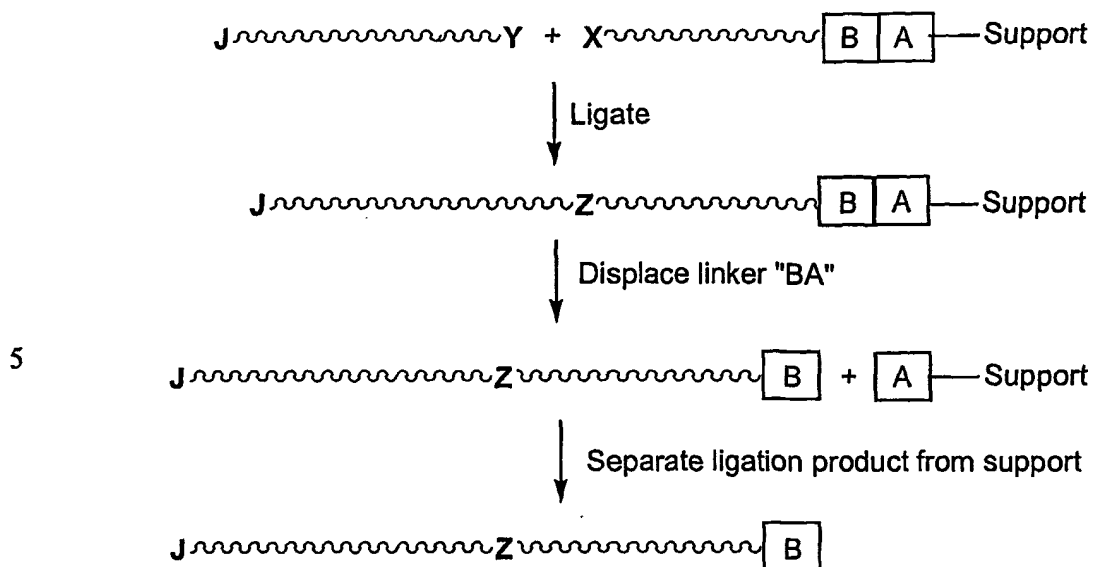 J Y + X B A Support
Ligate
J Z B A Support
Displace linker "BA"
5
J Z B + A Support
Separate ligation product from support
J Z B